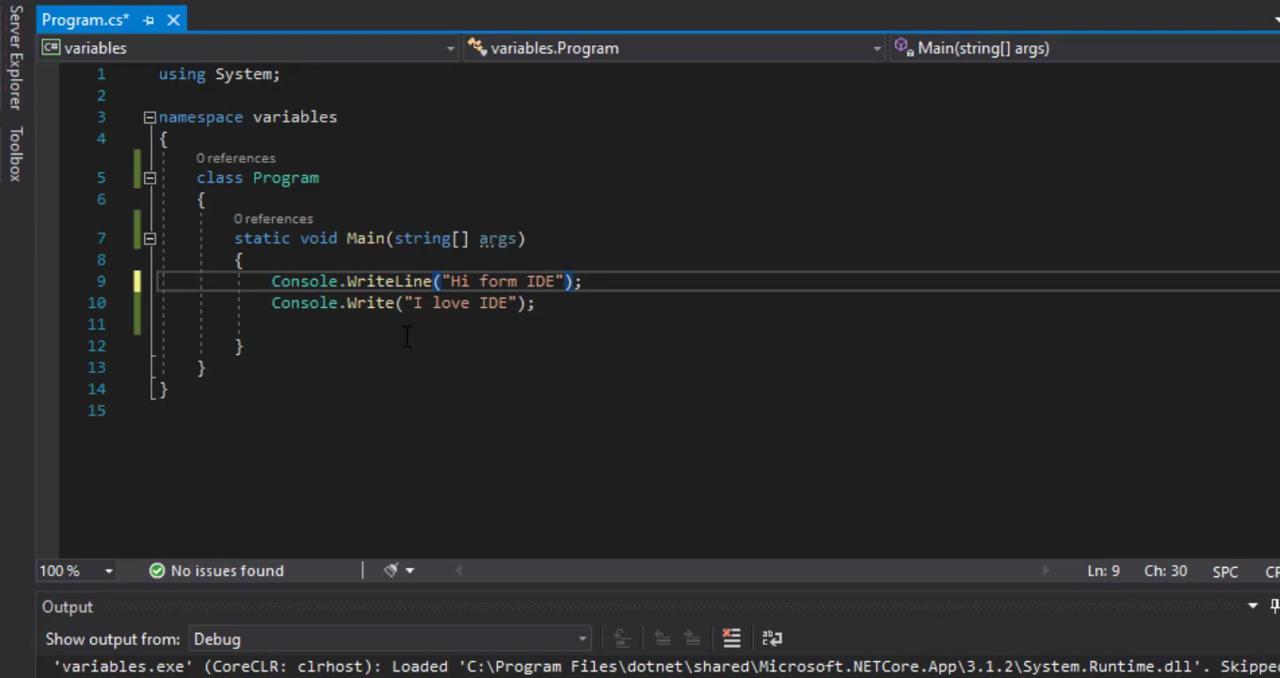 Server Explorer
Toolbox
Program.cs*
C# variables
variables.Program
Main(string[] args)
1 using System;
2
3 namespace variables
4 {
0 references
5 class Program
6 {
0 references
7 static void Main(string[] args)
8 {
9 Console.WriteLine("Hi form IDE");
10 Console.Write("I love IDE");
11
12 }
13 }
14 }
15
100 %
No issues found
Ln: 9 Ch: 30 SPC
Output
Show output from: Debug
'variables.exe' (CoreCLR: clrhost): Loaded 'C:\Program Files\dotnet\shared\Microsoft.NETCore.App\3.1.2\System.Runtime.dll'. Skipped